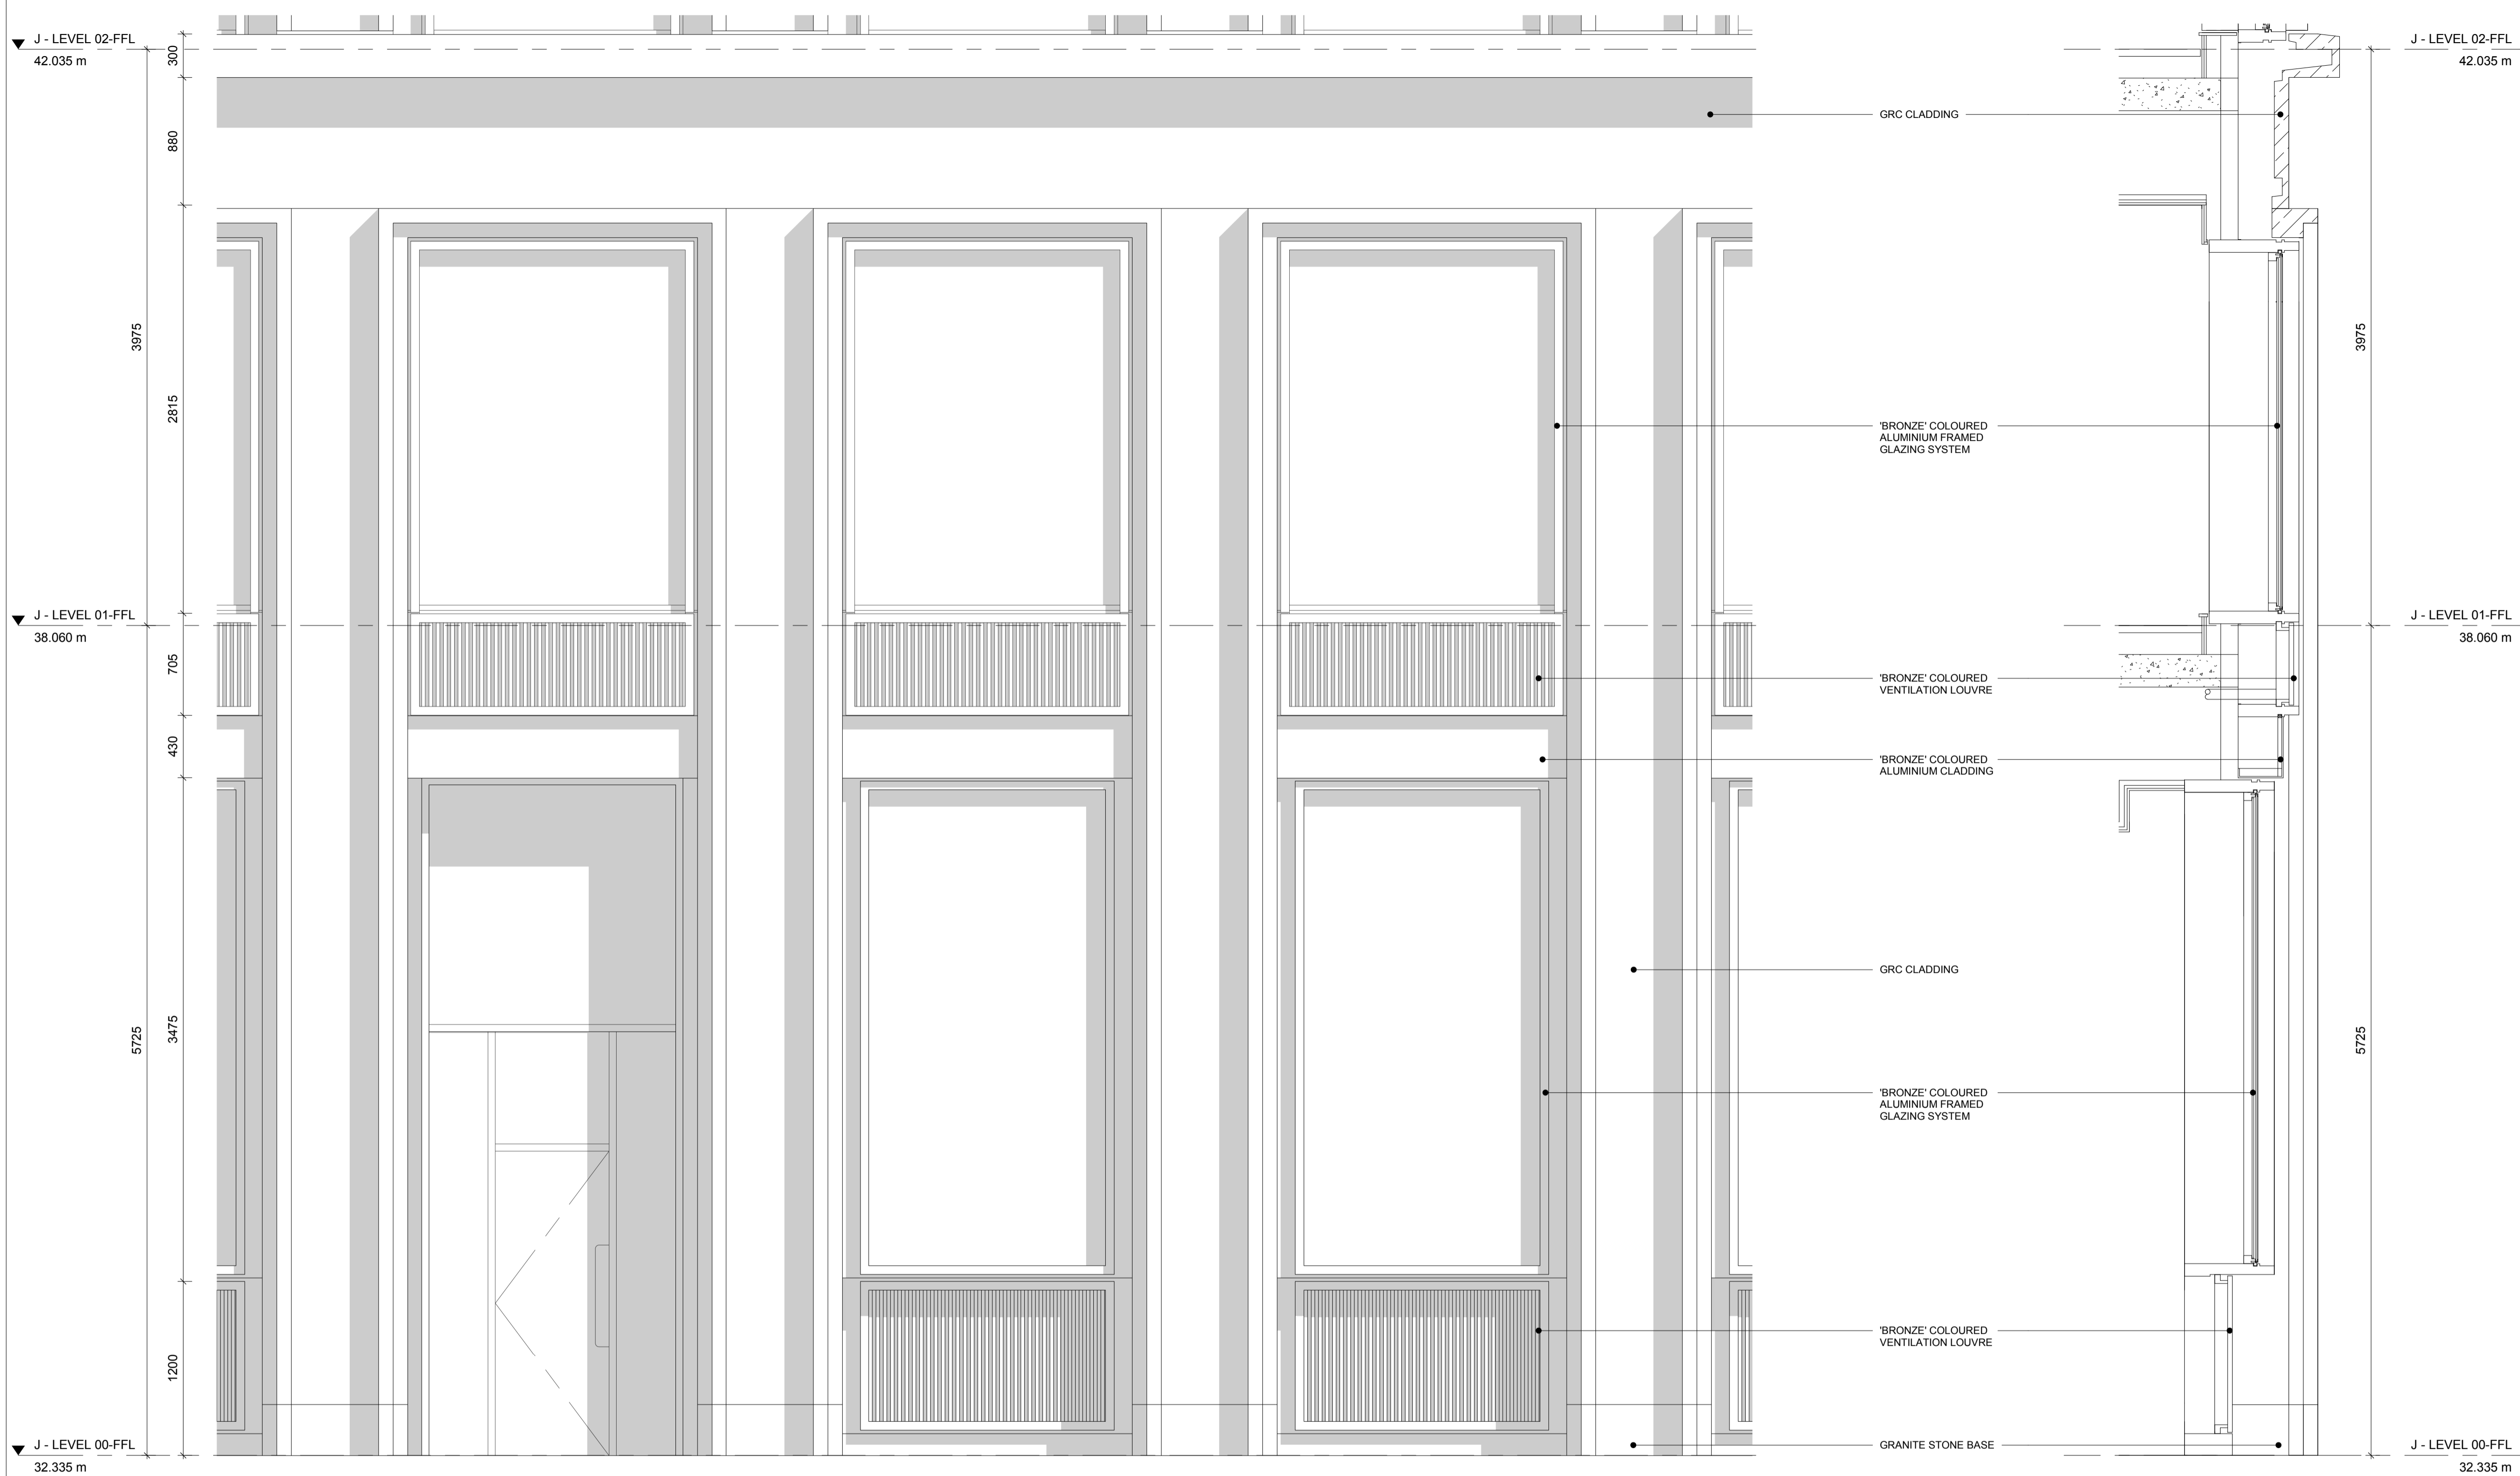 J - LEVEL 02-FFL
42.035 m
J - LEVEL 02-FFL
42.035 m
300
880
GRC CLADDING
3975
2815
3975
'BRONZE' COLOURED
ALUMINIUM FRAMED
GLAZING SYSTEM
J - LEVEL 01-FFL
38.060 m
J - LEVEL 01-FFL
38.060 m
705
'BRONZE' COLOURED
VENTILATION LOUVRE
430
'BRONZE' COLOURED
ALUMINIUM CLADDING
GRC CLADDING
5725
3475
5725
'BRONZE' COLOURED
ALUMINIUM FRAMED
GLAZING SYSTEM
'BRONZE' COLOURED
VENTILATION LOUVRE
1200
GRANITE STONE BASE
J - LEVEL 00-FFL
32.335 m
J - LEVEL 00-FFL
32.335 m